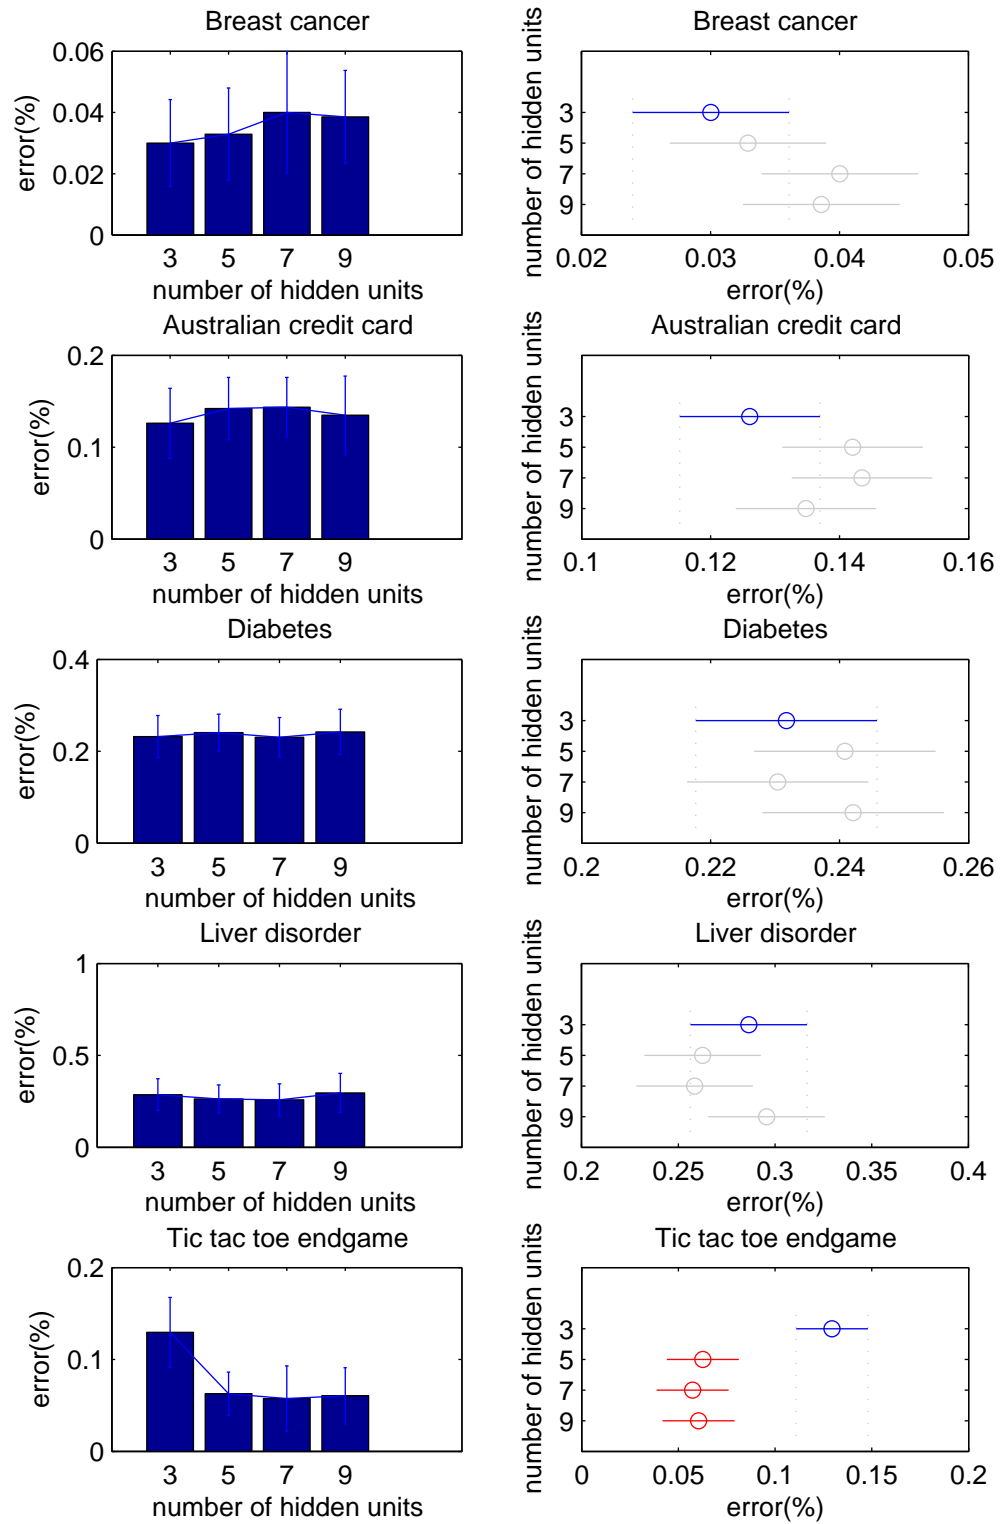 Breast cancer
0.06
0.04
0.02
0
error(%)
3 5 7 9
number of hidden units
Breast cancer
number of hidden units
3
5
7
9
0.02 0.03 0.04 0.05
error(%)
Australian credit card
0.2
0.1
0
error(%)
3 5 7 9
number of hidden units
Australian credit card
number of hidden units
3
5
7
9
0.1 0.12 0.14 0.16
error(%)
Diabetes
0.4
0.2
0
error(%)
3 5 7 9
number of hidden units
Diabetes
number of hidden units
3
5
7
9
0.2 0.22 0.24 0.26
error(%)
Liver disorder
1
0.5
0
error(%)
3 5 7 9
number of hidden units
Liver disorder
number of hidden units
3
5
7
9
0.2 0.25 0.3 0.35 0.4
error(%)
Tic tac toe endgame
0.2
0.1
0
error(%)
3 5 7 9
number of hidden units
Tic tac toe endgame
number of hidden units
3
5
7
9
0 0.05 0.1 0.15 0.2
error(%)